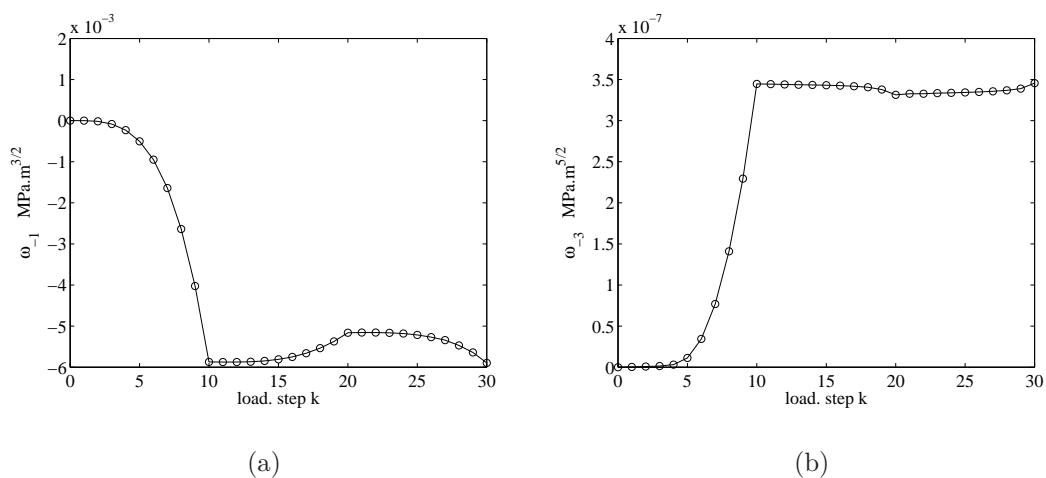 x 10⁻³
2
1
0
−1
−2
−3
−4
−5
−6
0 5 10 15 20 25 30
load. step k
ω₋₁ MPa.m^{3/2}
(a)
x 10⁻⁷
4
3.5
3
2.5
2
1.5
1
0.5
0
0 5 10 15 20 25 30
load. step k
ω₋₃ MPa.m^{5/2}
(b)